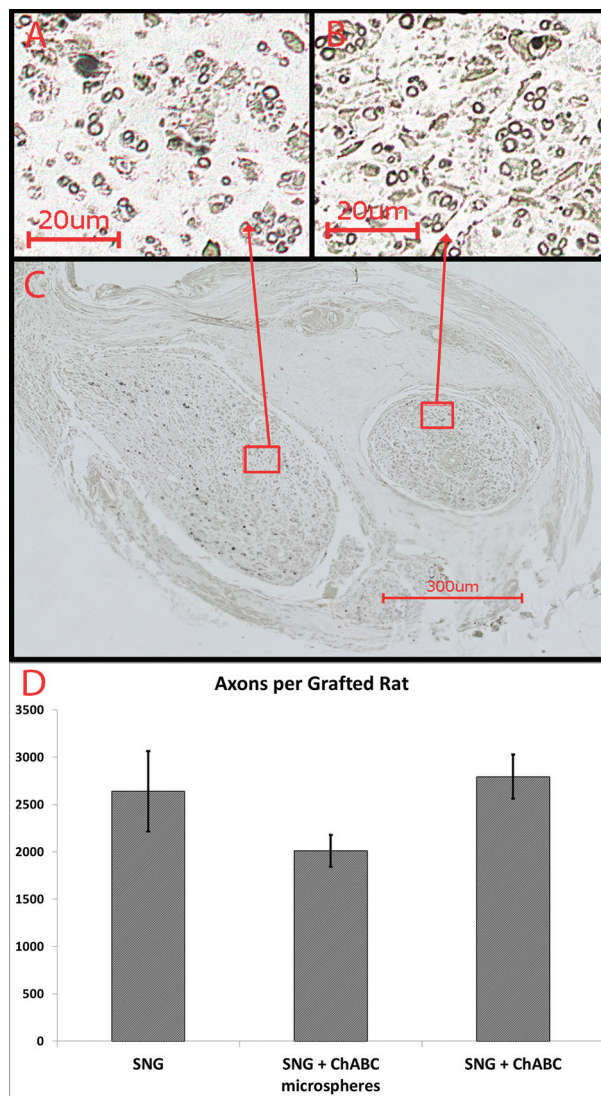 A
B
20um
20um
C
300um
D
Axons per Grafted Rat
3500
3000
2500
2000
1500
1000
500
0
SNG
SNG + ChABC
microspheres
SNG + ChABC